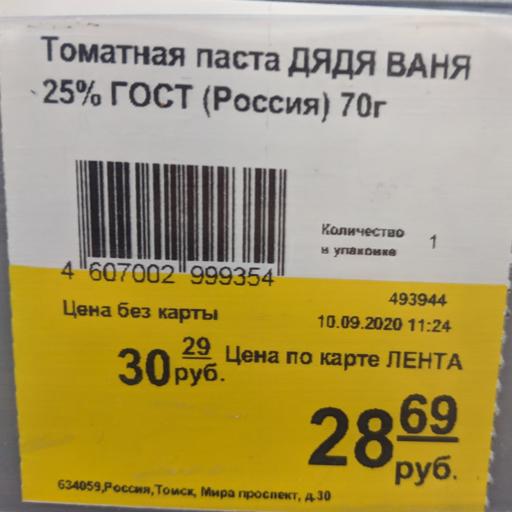 Томатная паста ДЯДЯ ВАНЯ
25% ГОСТ (Россия) 70г
Количество
в упаковке 1
4 607002 999354
493944
Цена без карты
10.09.2020 11:24
30 29 руб.
Цена по карте ЛЕНТА
28 69 руб.
634059,Россия,Томск, Мира проспект, д.30